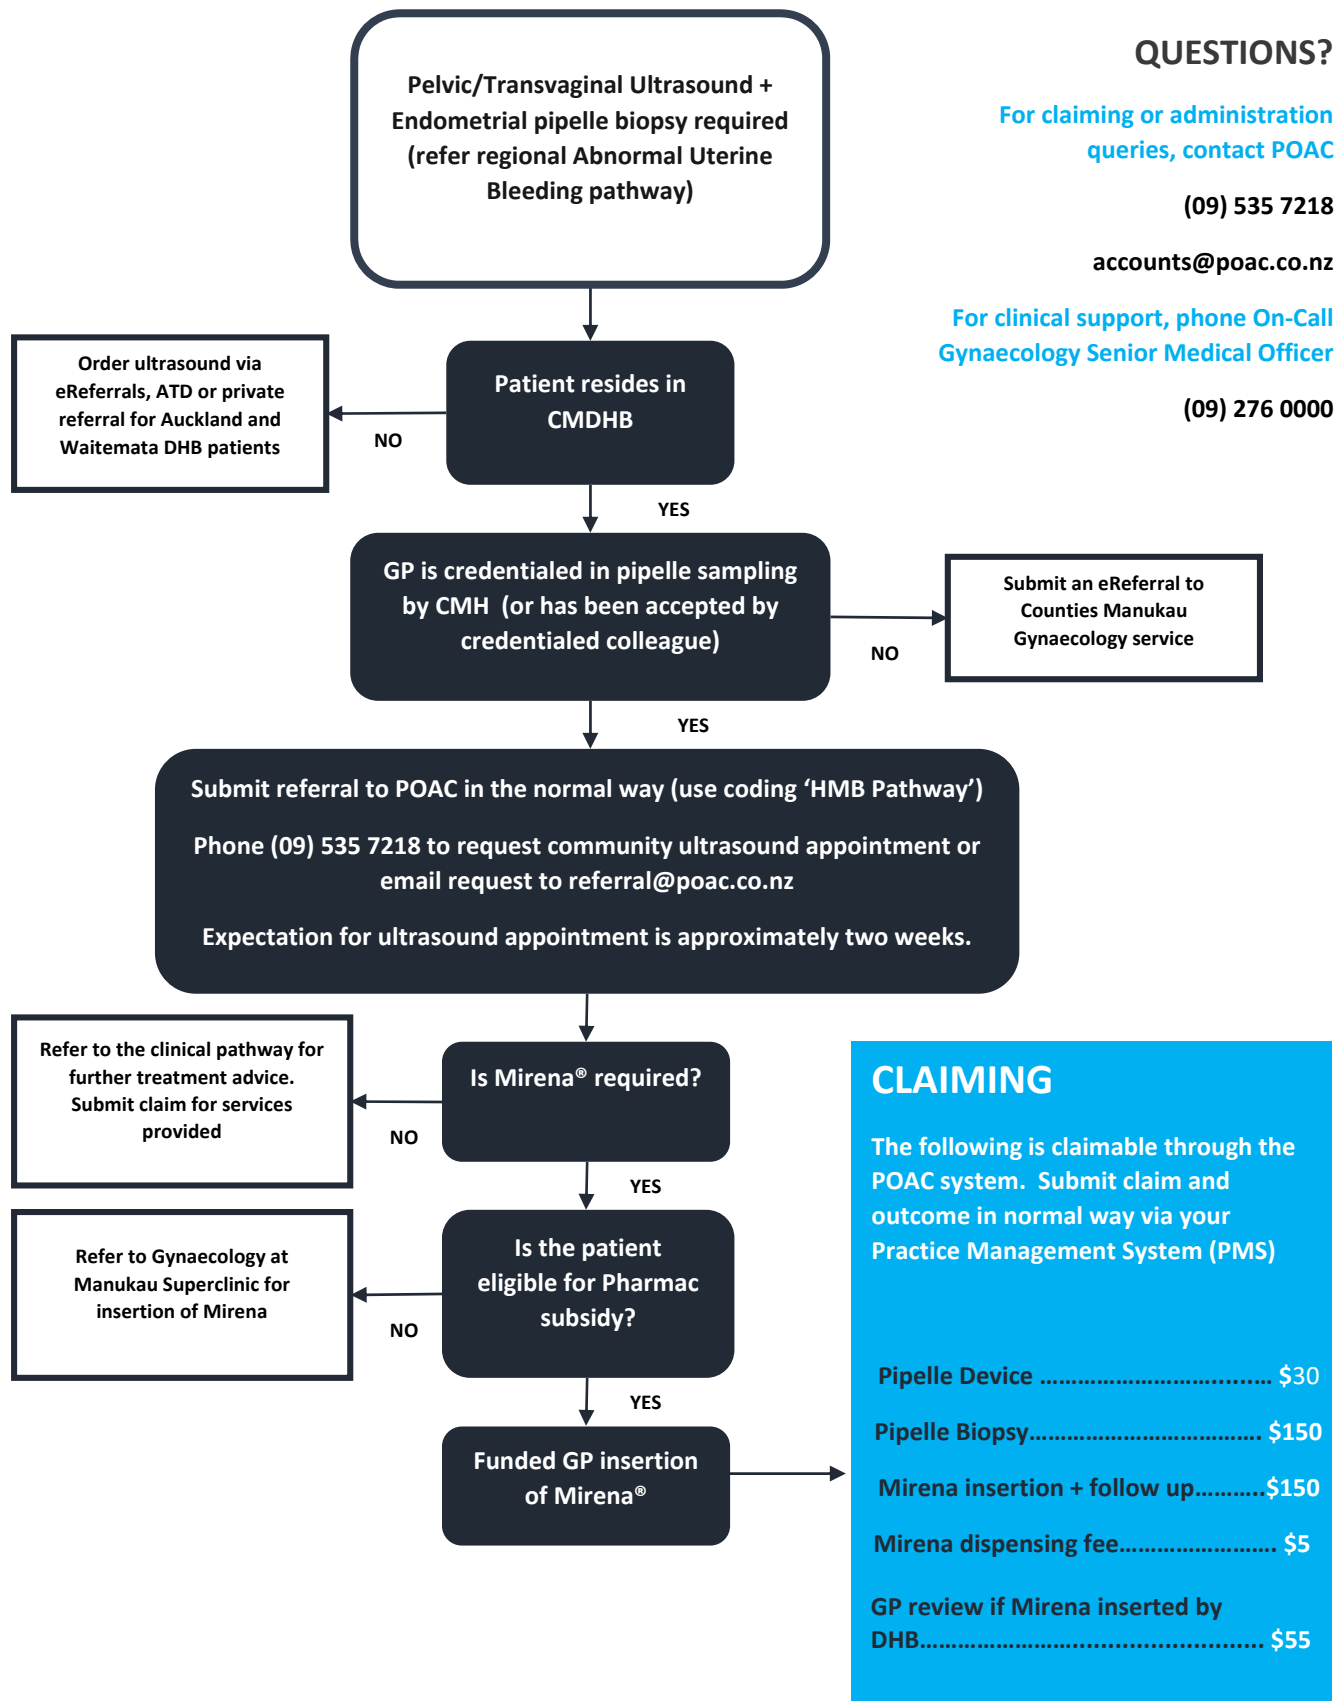 Pelvic/Transvaginal Ultrasound +
Endometrial pipelle biopsy required
(refer regional Abnormal Uterine
Bleeding pathway)
QUESTIONS?
For claiming or administration
queries, contact POAC
(09) 535 7218
accounts@poac.co.nz
For clinical support, phone On-Call
Gynaecology Senior Medical Officer
(09) 276 0000
Patient resides in
CMDHB
NO
Order ultrasound via
eReferrals, ATD or private
referral for Auckland and
Waitemata DHB patients
YES
GP is credentialed in pipelle sampling
by CMH  (or has been accepted by
credentialed colleague)
NO
Submit an eReferral to
Counties Manukau
Gynaecology service
YES
Submit referral to POAC in the normal way (use coding ‘HMB Pathway’)
Phone (09) 535 7218 to request community ultrasound appointment or
email request to referral@poac.co.nz
Expectation for ultrasound appointment is approximately two weeks.
Is Mirena® required?
NO
Refer to the clinical pathway for
further treatment advice.
Submit claim for services
provided
YES
Is the patient
eligible for Pharmac
subsidy?
NO
Refer to Gynaecology at
Manukau Superclinic for
insertion of Mirena
YES
Funded GP insertion
of Mirena®
CLAIMING
The following is claimable through the
POAC system.  Submit claim and
outcome in normal way via your
Practice Management System (PMS)
Pipelle Device ……………………….......… $30
Pipelle Biopsy………………………………. $150
Mirena insertion + follow up………..$150
Mirena dispensing fee……………………. $5
GP review if Mirena inserted by
DHB……………………........................... $55